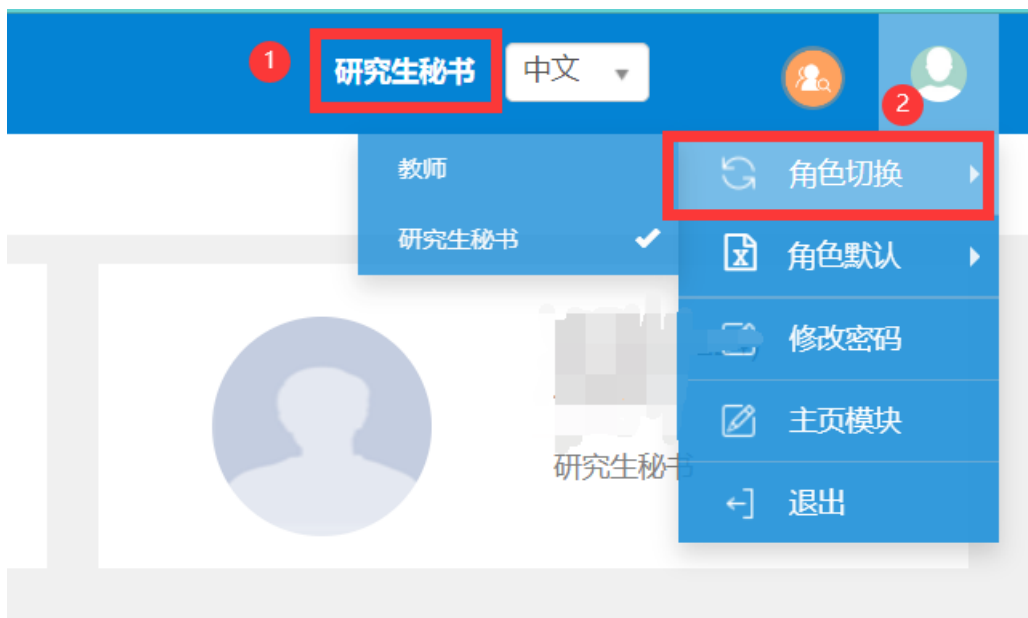 1
研究生秘书
中文
2
教师
研究生秘书
角色切换
角色默认
修改密码
主页模块
退出
研究生秘书